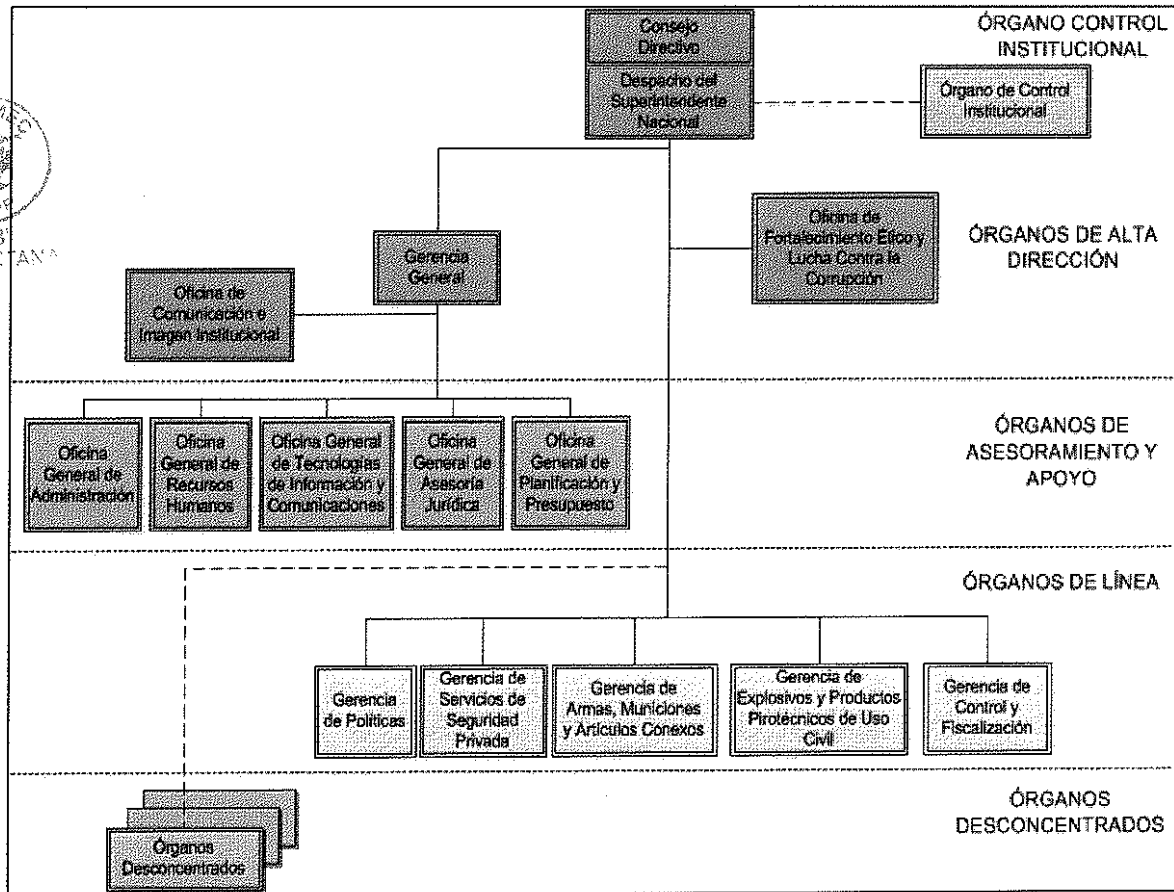 Consejo
Directivo
Despacho del
Superintendente
Nacional
ÓRGANO CONTROL
INSTITUCIONAL
Órgano de Control
Institucional
Gerencia
General
Oficina de
Fortalecimiento Ético y
Lucha Contra la
Corrupción
ÓRGANOS DE ALTA
DIRECCIÓN
Oficina de
Comunicación e
Imagen Institucional
Oficina
General de
Administración
Oficina
General de
Recursos
Humanos
Oficina General
de Tecnologías
de Información y
Comunicaciones
Oficina
General de
Asesoría
Jurídica
Oficina
General de
Planificación y
Presupuesto
ÓRGANOS DE
ASESORAMIENTO Y
APOYO
ÓRGANOS DE LÍNEA
Gerencia
de Políticas
Gerencia de
Servicios de
Seguridad
Privada
Gerencia de
Armas, Municiones
y Artículos Conexos
Gerencia de
Explosivos y Productos
Pirotécnicos de Uso
Civil
Gerencia de
Control y
Fiscalización
Órganos
Desconcentrados
ÓRGANOS
DESCONCENTRADOS